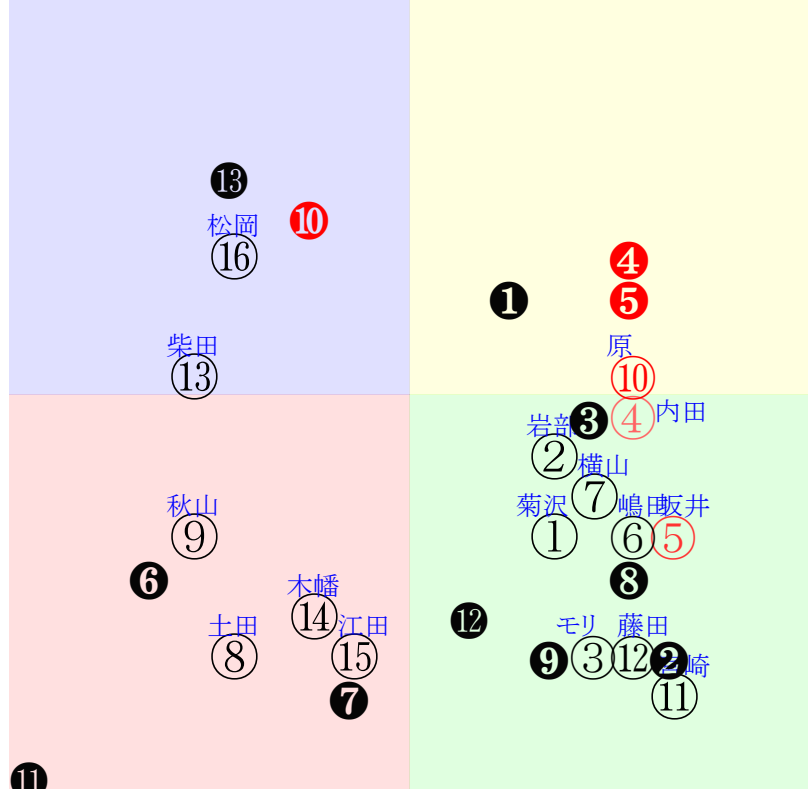 ⓭
松岡
❿
⑯
❹
❶
❺
柴田
原
⑬
⑩
岩部
❸
④
内田
②
横山
⑦
秋山
菊沢
嶋田
坂井
⑨
①
⑥
⑤
❻
木幡
❽
⑭
⓬
土田
江田
モリ
藤田
⑧
⑮
❾
③
⑫
❷
⑪
❼
⓫